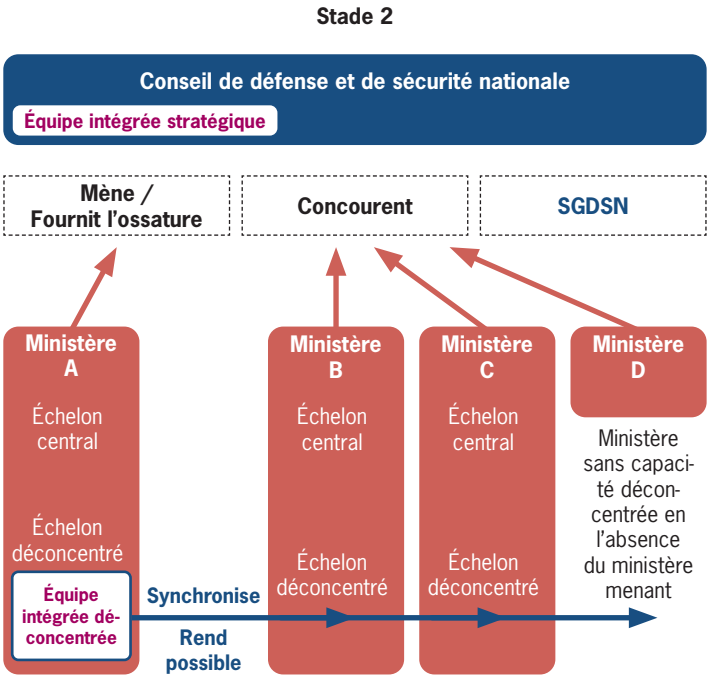 Stade 2
Conseil de défense et de sécurité nationale
Équipe intégrée stratégique
Mène /
Fournit l'ossature
Concourent
SGDSN
Ministère
A
Échelon
central
Échelon
déconcentré
Équipe
intégrée dé-
concentrée
Synchronise
Rend
possible
Ministère
B
Échelon
central
Échelon
déconcentré
Ministère
C
Échelon
central
Échelon
déconcentré
Ministère
D
Ministère
sans capaci-
té décon-
centrée en
l'absence
du ministère
menant